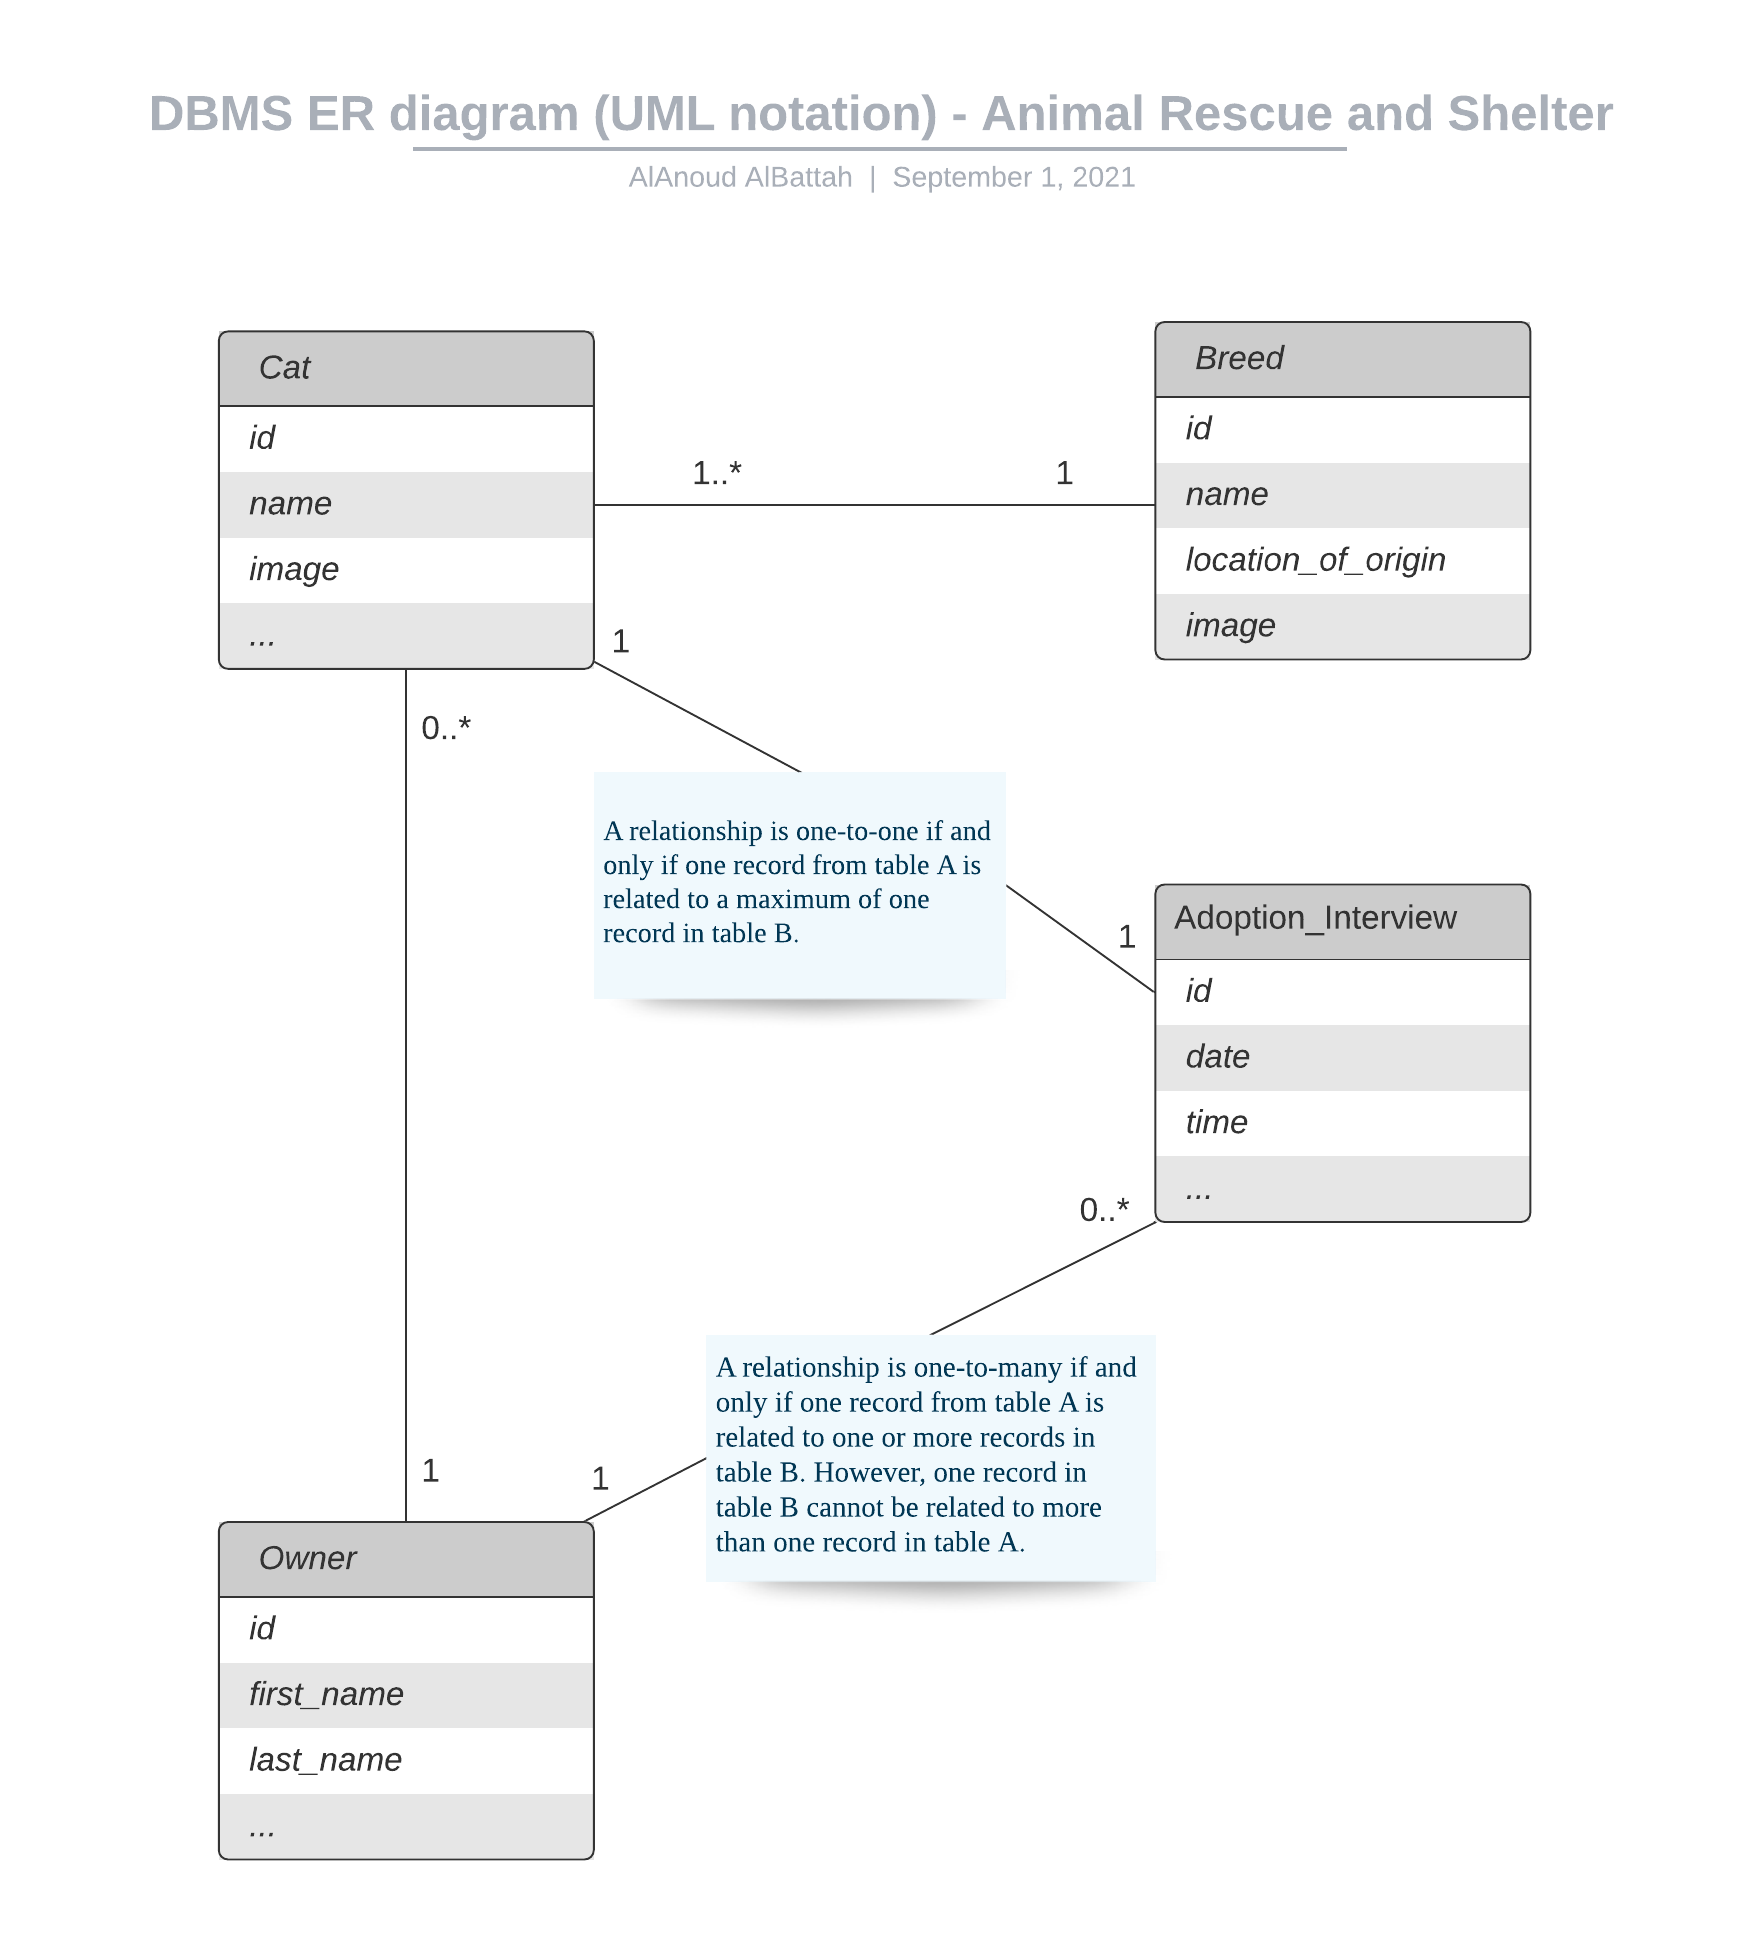 DBMS ER diagram (UML notation) - Animal Rescue and Shelter
AlAnoud AlBattah | September 1, 2021
Cat
id
name
image
...
Breed
id
name
location_of_origin
image
1..*
1
1
0..*
A relationship is one-to-one if and
only if one record from table A is
related to a maximum of one
record in table B.
1
Adoption_Interview
id
date
time
...
0..*
A relationship is one-to-many if and
only if one record from table A is
related to one or more records in
table B. However, one record in
table B cannot be related to more
than one record in table A.
1
1
Owner
id
first_name
last_name
...